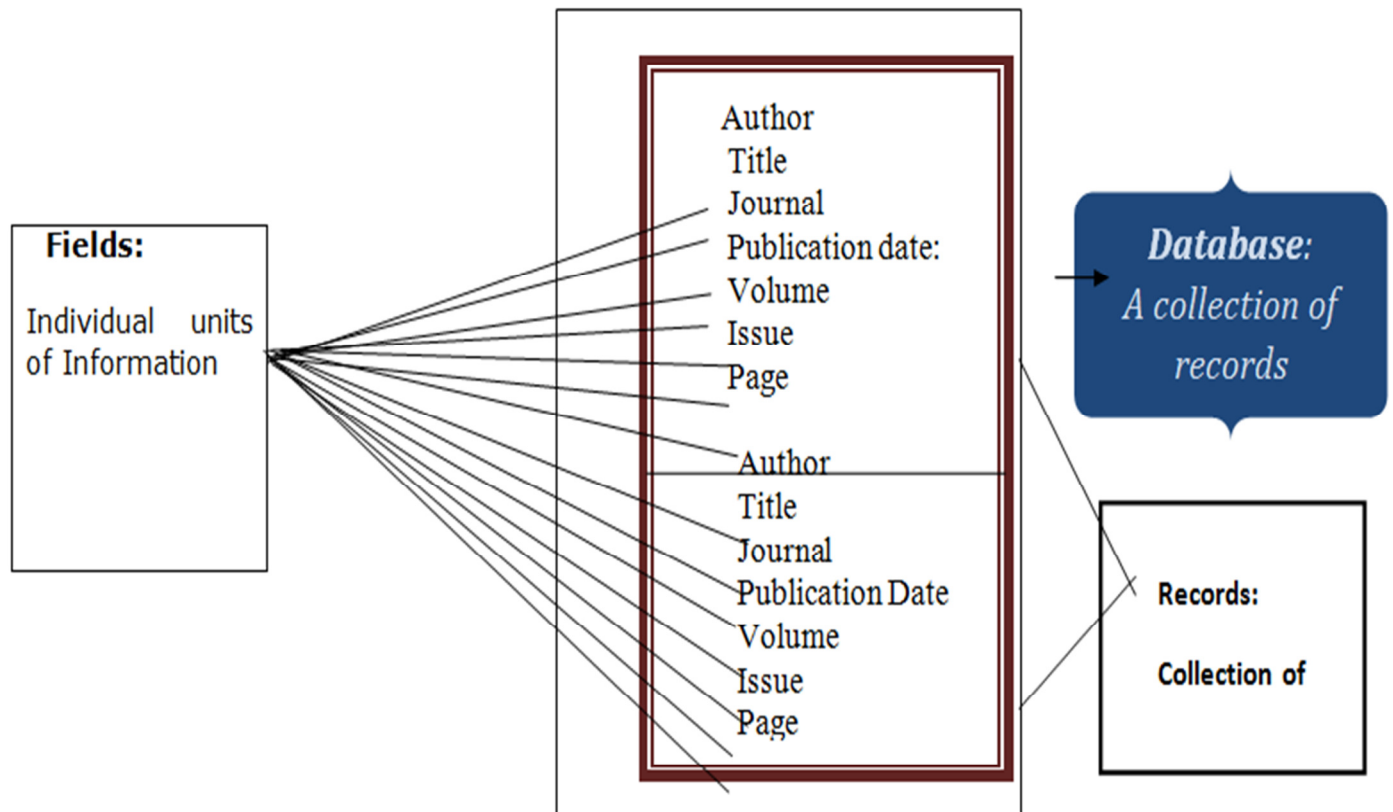 Fields:
Individual units
of Information
Author
Title
Journal
Publication date:
Volume
Issue
Page
Author
Title
Journal
Publication Date
Volume
Issue
Page
Database:
A collection of
records
Records:
Collection of